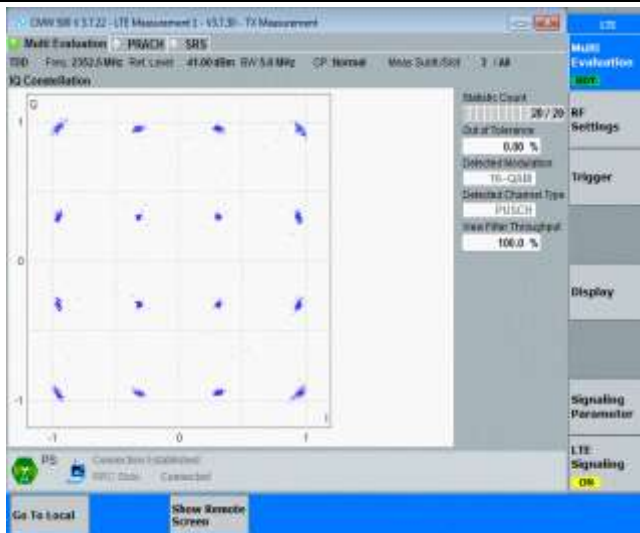 CMW 500 V 3.7.22 - LTE Measurement 1 - V3.7.30 - TX Measurement
Multi Evaluation PRACH SRS
TDD Freq.: 2352.5 MHz Ref. Level: 41.00 dBm BW: 5.0 MHz CP: Normal Meas Subfr./Slot: 3 / All
IQ Constellation
Q
1
0
-1
-1 0 1
I
Statistic Count
20 / 20
Out of Tolerance
0.00 %
Detected Modulation
16-QAM
Detected Channel Type
PUSCH
View Filter Throughput
100.0 %
LTE
Multi
Evaluation
RDY
RF
Settings
Trigger
Display
Signaling
Parameter
LTE
Signaling
ON
PS
Connection Established
RRC State Connected
Go To Local
Show Remote
Screen